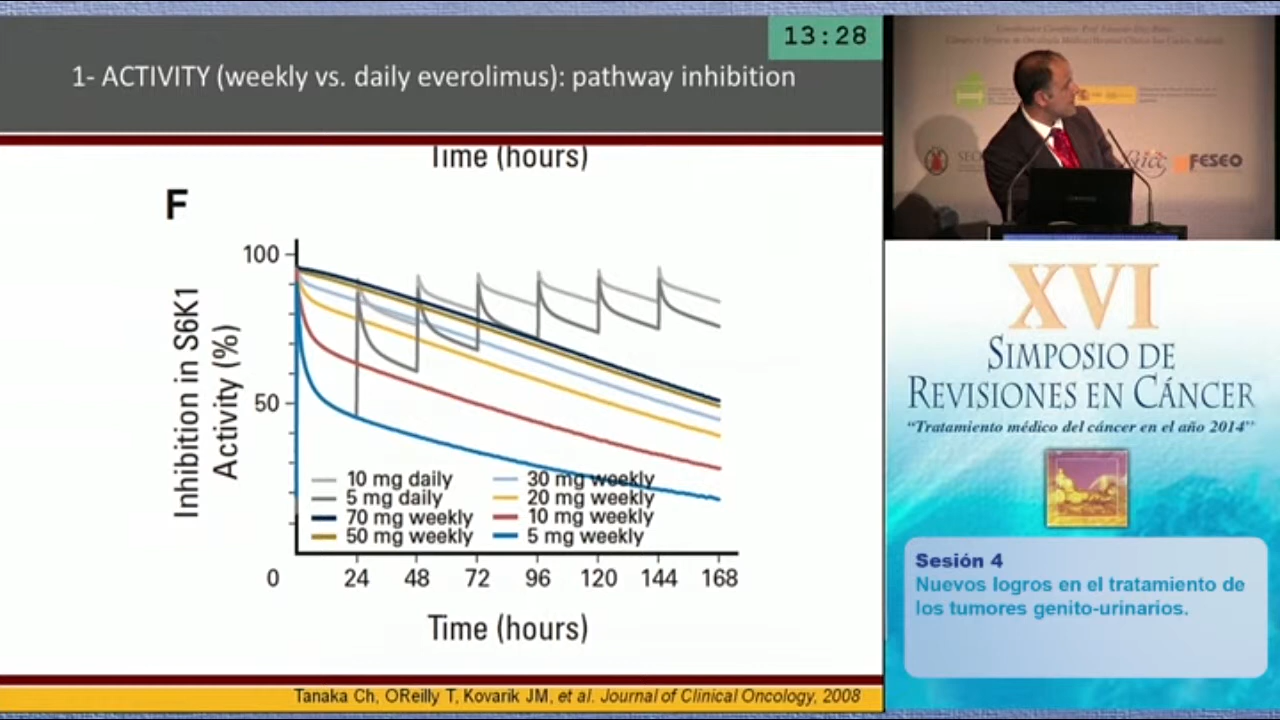 13:28
1- ACTIVITY (weekly vs. daily everolimus): pathway inhibition
Time (hours)
F
Inhibition in S6K1
Activity (%)
100
50
10 mg daily
5 mg daily
70 mg weekly
50 mg weekly
30 mg weekly
20 mg weekly
10 mg weekly
5 mg weekly
0 24 48 72 96 120 144 168
Time (hours)
Tanaka Ch, OReilly T, Kovarik JM, et al. Journal of Clinical Oncology, 2008
FESEO
XVI
SIMPOSIO DE
REVISIONES EN CÁNCER
“Tratamiento médico del cáncer en el año 2014”
Sesión 4
Nuevos logros en el tratamiento de
los tumores genito-urinarios.